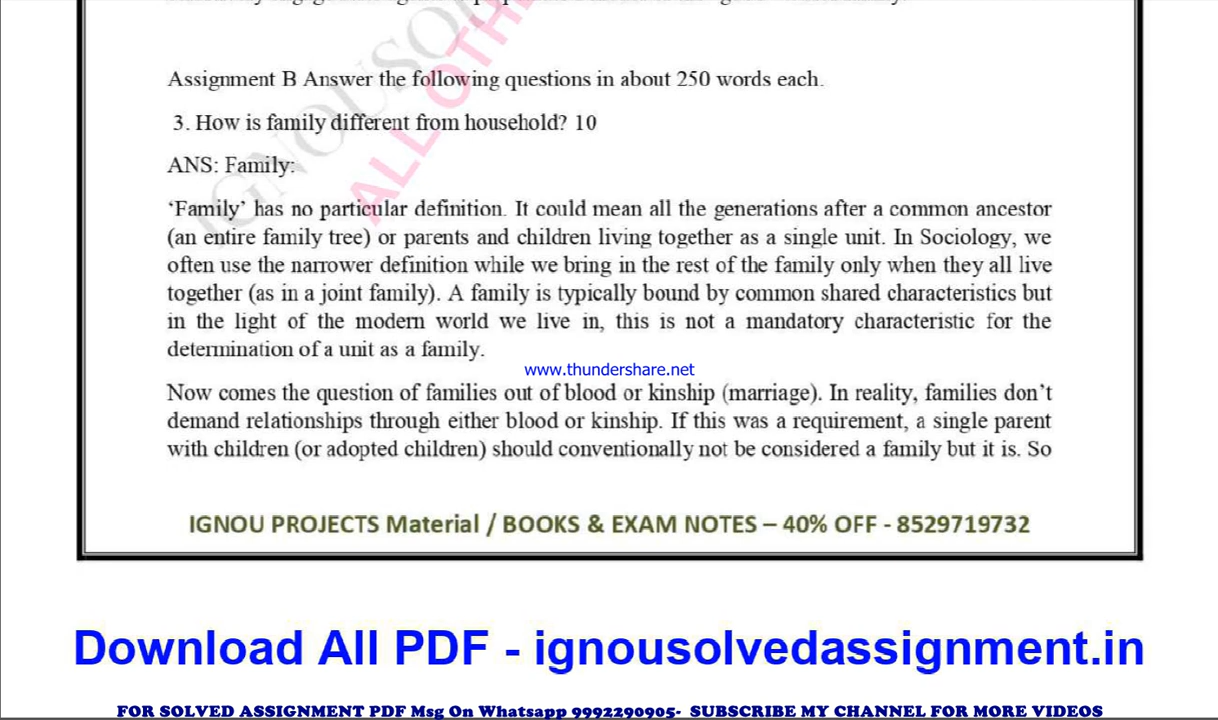 Assignment B Answer the following questions in about 250 words each.
3. How is family different from household? 10
ANS: Family:
‘Family’ has no particular definition. It could mean all the generations after a common ancestor
(an entire family tree) or parents and children living together as a single unit. In Sociology, we
often use the narrower definition while we bring in the rest of the family only when they all live
together (as in a joint family). A family is typically bound by common shared characteristics but
in the light of the modern world we live in, this is not a mandatory characteristic for the
determination of a unit as a family.
www.thundershare.net
Now comes the question of families out of blood or kinship (marriage). In reality, families don’t
demand relationships through either blood or kinship. If this was a requirement, a single parent
with children (or adopted children) should conventionally not be considered a family but it is. So
IGNOU PROJECTS Material / BOOKS & EXAM NOTES – 40% OFF - 8529719732
Download All PDF - ignousolvedassignment.in
FOR SOLVED ASSIGNMENT PDF Msg On Whatsapp 9992290905- SUBSCRIBE MY CHANNEL FOR MORE VIDEOS